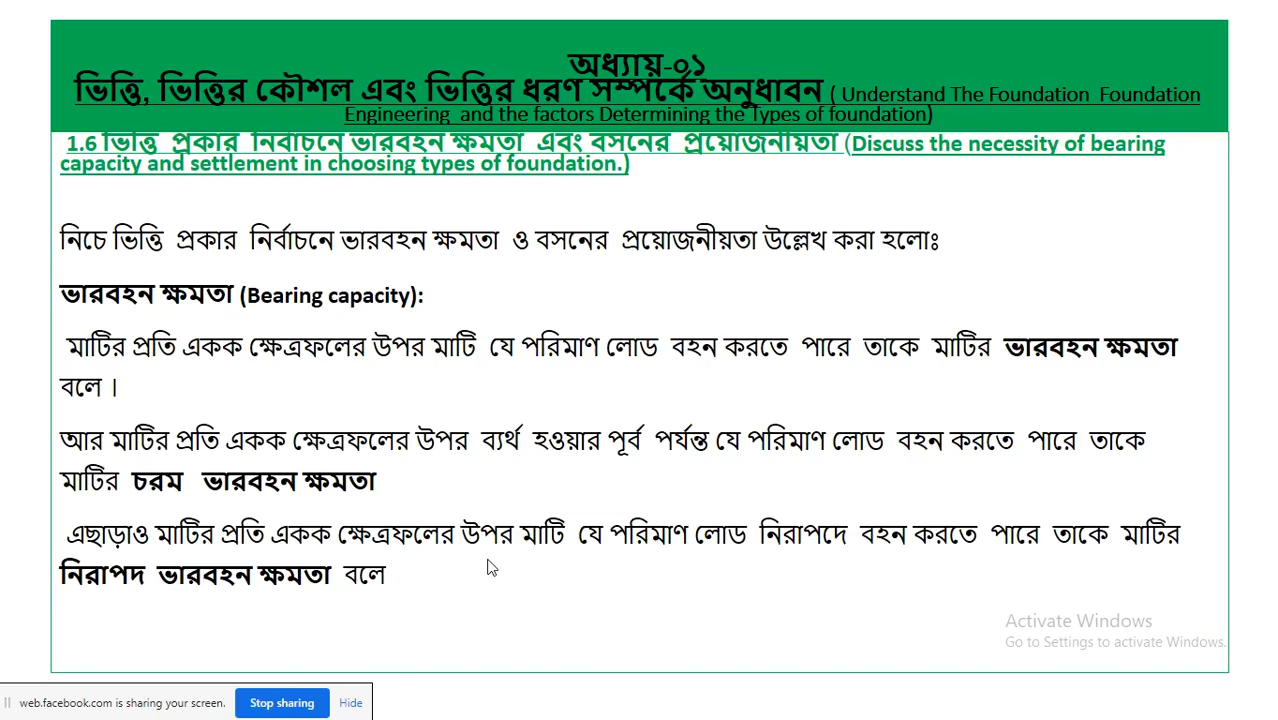 অধ্যায়-০১
ভিত্তি, ভিত্তির কৌশল এবং ভিত্তির ধরণ সম্পর্কে অনুধাবন ( Understand The Foundation Foundation
Engineering and the factors Determining the Types of foundation)
1.6 ভিত্তি প্রকার নির্বাচনে ভারবহন ক্ষমতা এবং বসনের প্রয়োজনীয়তা (Discuss the necessity of bearing
capacity and settlement in choosing types of foundation.)
নিচে ভিত্তি প্রকার নির্বাচনে ভারবহন ক্ষমতা ও বসনের প্রয়োজনীয়তা উল্লেখ করা হলোঃ
ভারবহন ক্ষমতা (Bearing capacity):
মাটির প্রতি একক ক্ষেত্রফলের উপর মাটি যে পরিমাণ লোড বহন করতে পারে তাকে মাটির ভারবহন ক্ষমতা
বলে ।
আর মাটির প্রতি একক ক্ষেত্রফলের উপর ব্যর্থ হওয়ার পূর্ব পর্যন্ত যে পরিমাণ লোড বহন করতে পারে তাকে
মাটির চরম ভারবহন ক্ষমতা
এছাড়াও মাটির প্রতি একক ক্ষেত্রফলের উপর মাটি যে পরিমাণ লোড নিরাপদে বহন করতে পারে তাকে মাটির
নিরাপদ ভারবহন ক্ষমতা বলে
Activate Windows
Go to Settings to activate Windows.
web.facebook.com is sharing your screen. Stop sharing Hide